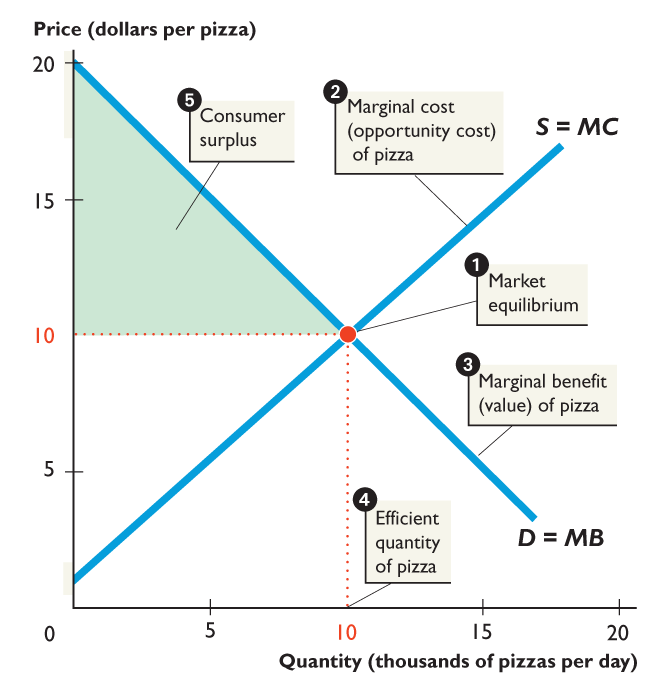 Price (dollars per pizza)
20
15
10
5
0
5
10
15
20
Quantity (thousands of pizzas per day)
5
Consumer
surplus
2
Marginal cost
(opportunity cost)
of pizza
S = MC
1
Market
equilibrium
3
Marginal benefit
(value) of pizza
4
Efficient
quantity
of pizza
D = MB